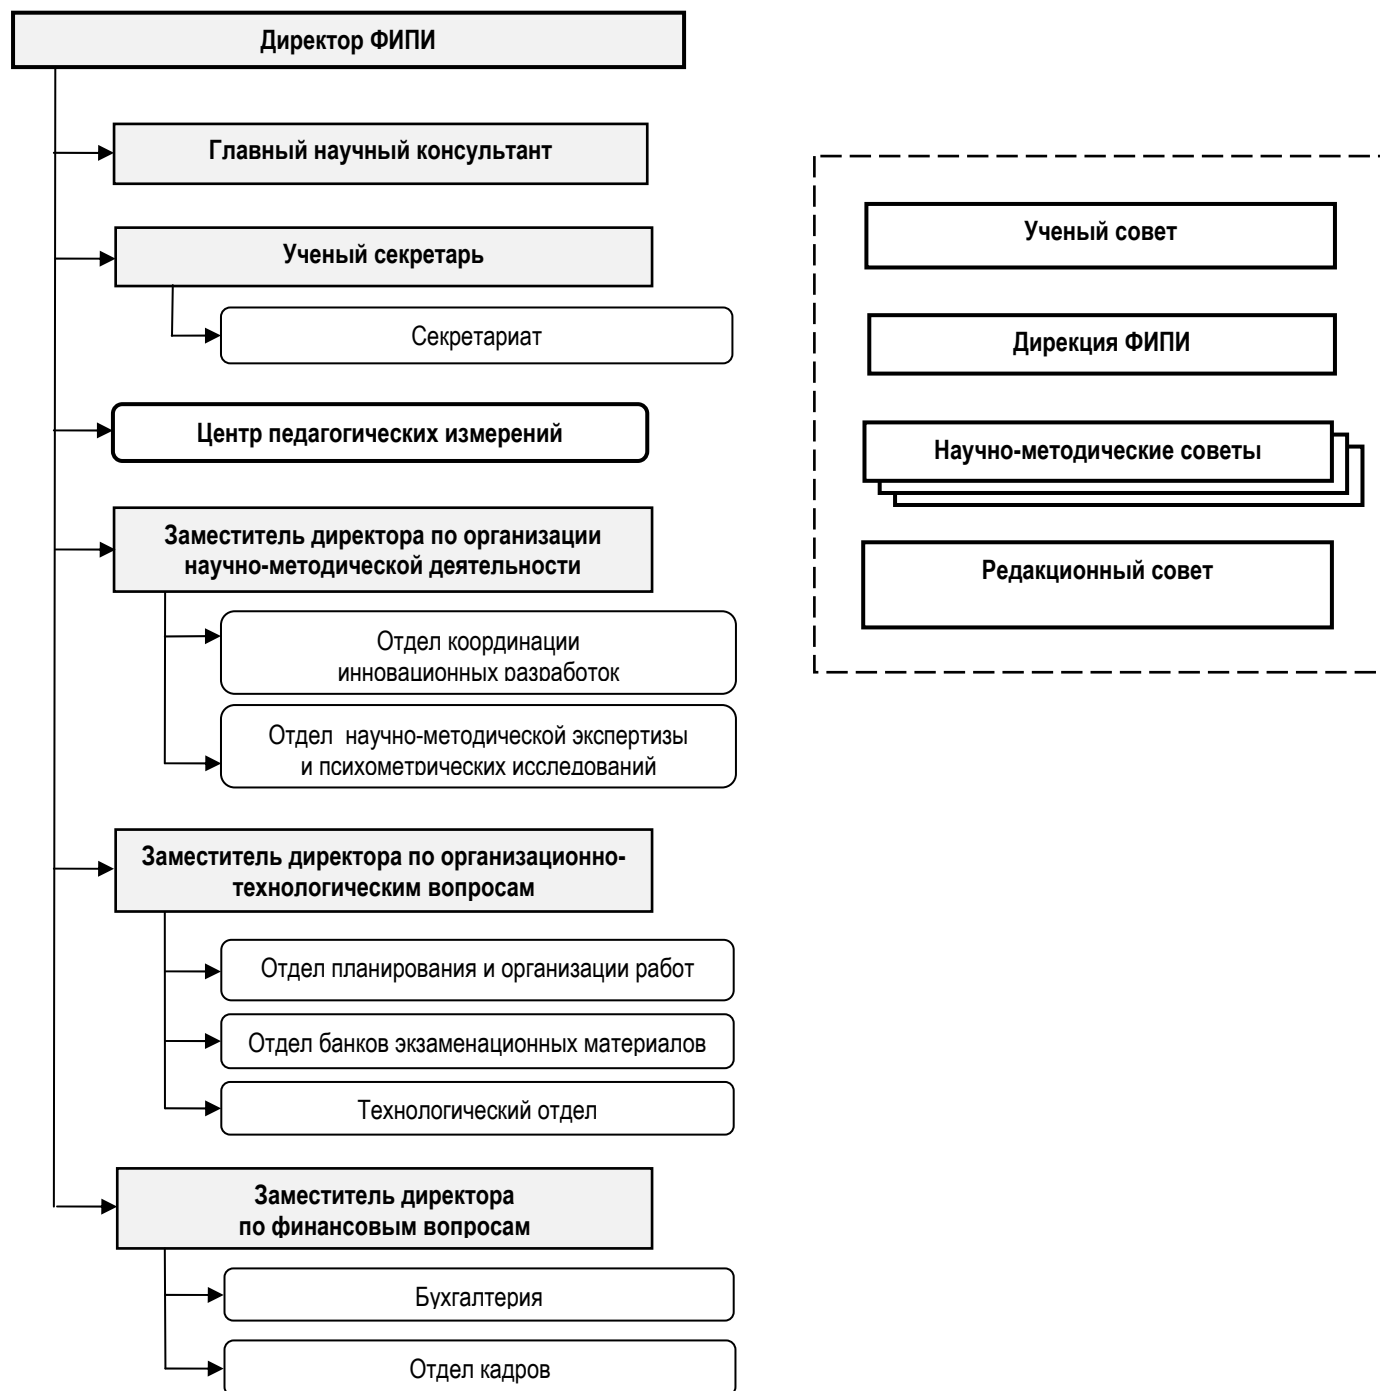 Директор ФИПИ
Главный научный консультант
Ученый секретарь
Секретариат
Центр педагогических измерений
Заместитель директора по организации
научно-методической деятельности
Отдел координации
инновационных разработок
Отдел научно-методической экспертизы
и психометрических исследований
Заместитель директора по организационно-
технологическим вопросам
Отдел планирования и организации работ
Отдел банков экзаменационных материалов
Технологический отдел
Заместитель директора
по финансовым вопросам
Бухгалтерия
Отдел кадров
Ученый совет
Дирекция ФИПИ
Научно-методические советы
Редакционный совет